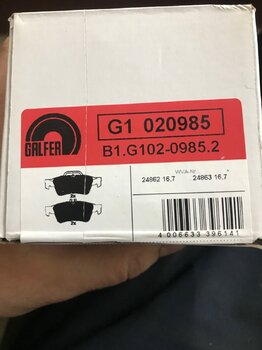 GALFER
G1 020985
B1.G102-0985.2
WVA-Nr.
24862 16,7 24863 16,7
2x
2x
4 006633 396141